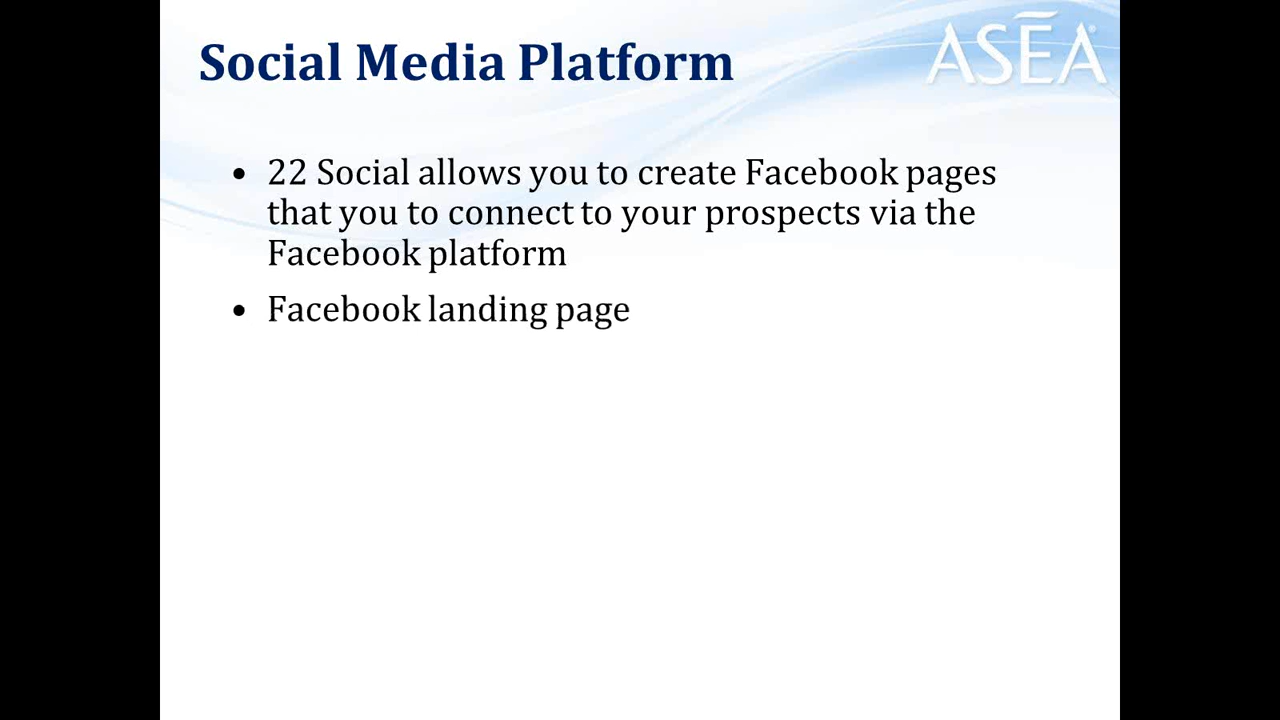 Social Media Platform
ASĒA
• 22 Social allows you to create Facebook pages
that you to connect to your prospects via the
Facebook platform
• Facebook landing page